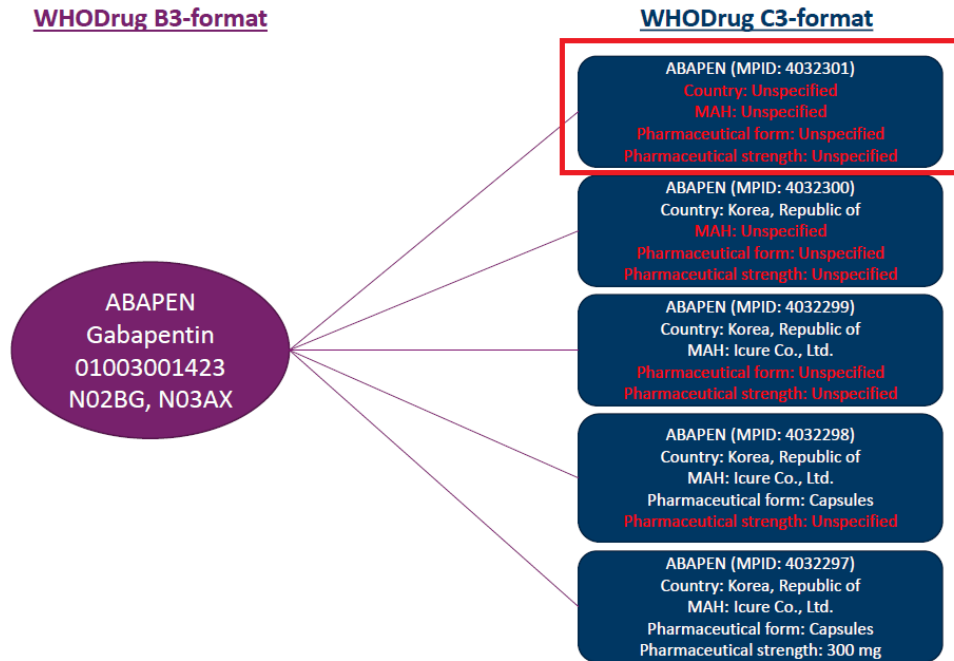 WHODrug B3-format
WHODrug C3-format
ABAPEN
Gabapentin
01003001423
N02BG, N03AX
ABAPEN (MPID: 4032301)
Country: Unspecified
MAH: Unspecified
Pharmaceutical form: Unspecified
Pharmaceutical strength: Unspecified
ABAPEN (MPID: 4032300)
Country: Korea, Republic of
MAH: Unspecified
Pharmaceutical form: Unspecified
Pharmaceutical strength: Unspecified
ABAPEN (MPID: 4032299)
Country: Korea, Republic of
MAH: Icure Co., Ltd.
Pharmaceutical form: Unspecified
Pharmaceutical strength: Unspecified
ABAPEN (MPID: 4032298)
Country: Korea, Republic of
MAH: Icure Co., Ltd.
Pharmaceutical form: Capsules
Pharmaceutical strength: Unspecified
ABAPEN (MPID: 4032297)
Country: Korea, Republic of
MAH: Icure Co., Ltd.
Pharmaceutical form: Capsules
Pharmaceutical strength: 300 mg